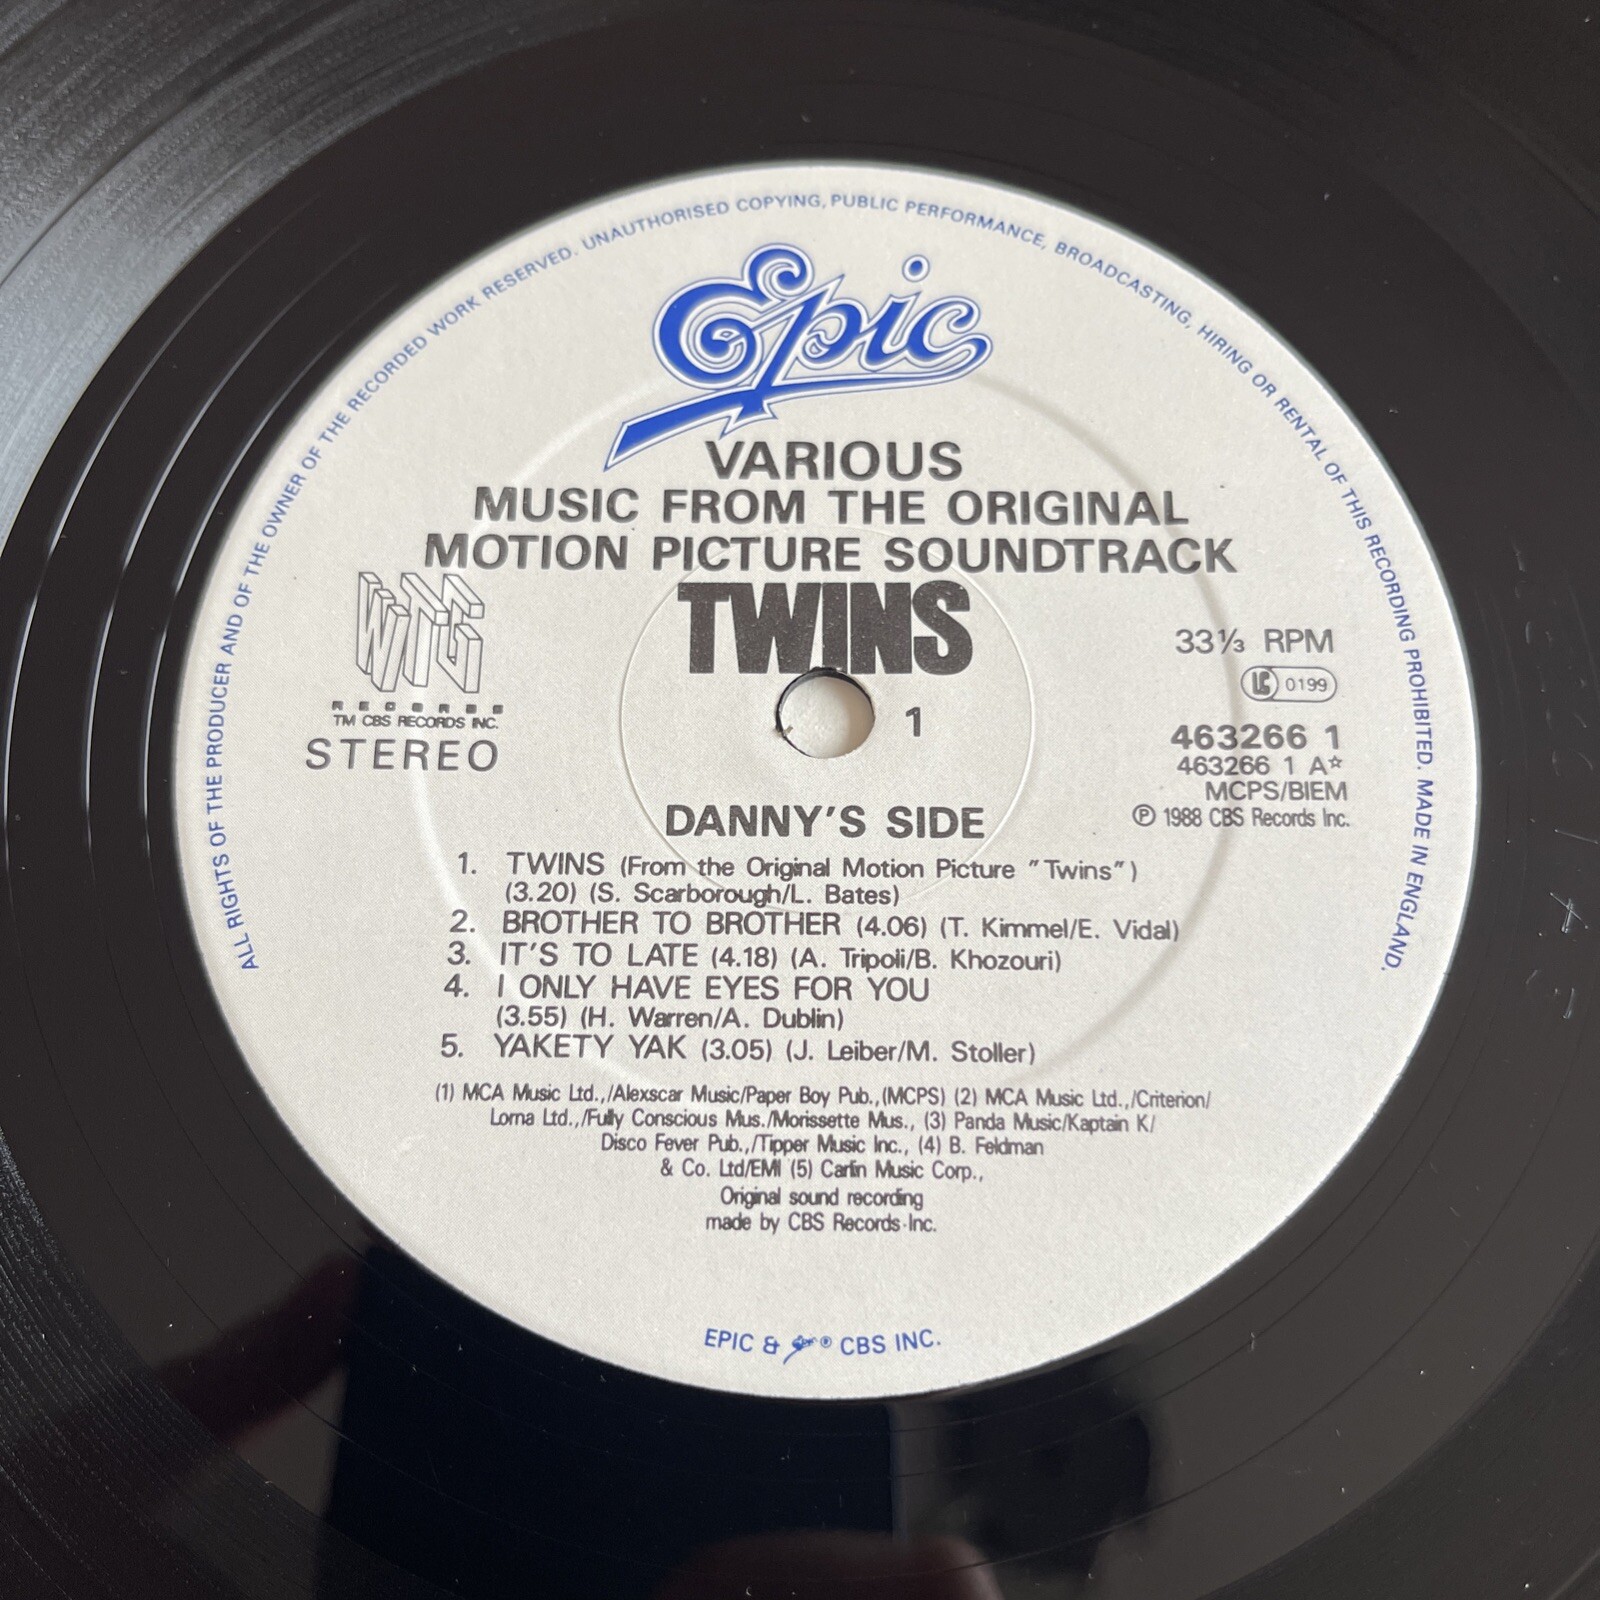 ALL RIGHTS OF THE PRODUCER AND OF THE OWNER OF THE RECORDED WORK RESERVED. UNAUTHORISED COPYING, PUBLIC PERFORMANCE, BROADCASTING, HIRING OR RENTAL OF THIS RECORDING PROHIBITED. MADE IN ENGLAND.
Epic
VARIOUS
MUSIC FROM THE ORIGINAL
MOTION PICTURE SOUNDTRACK
TWINS
WTG
RECORDS
TM CBS RECORDS INC.
STEREO
33⅓ RPM
LC 0199
1
463266 1
463266 1 A☆
MCPS/BIEM
℗ 1988 CBS Records Inc.
DANNY'S SIDE
1. TWINS (From the Original Motion Picture "Twins")
(3.20) (S. Scarborough/L. Bates)
2. BROTHER TO BROTHER (4.06) (T. Kimmel/E. Vidal)
3. IT'S TO LATE (4.18) (A. Tripoli/B. Khozouri)
4. I ONLY HAVE EYES FOR YOU
(3.55) (H. Warren/A. Dublin)
5. YAKETY YAK (3.05) (J. Leiber/M. Stoller)
(1) MCA Music Ltd.,/Alexscar Music/Paper Boy Pub.,(MCPS) (2) MCA Music Ltd.,/Criterion/
Lorna Ltd.,/Fully Conscious Mus./Morissette Mus., (3) Panda Music/Kaptain K/
Disco Fever Pub.,/Tipper Music Inc., (4) B. Feldman
& Co. Ltd/EMI (5) Carlin Music Corp.,
Original sound recording
made by CBS Records Inc.
EPIC & Epic ® CBS INC.